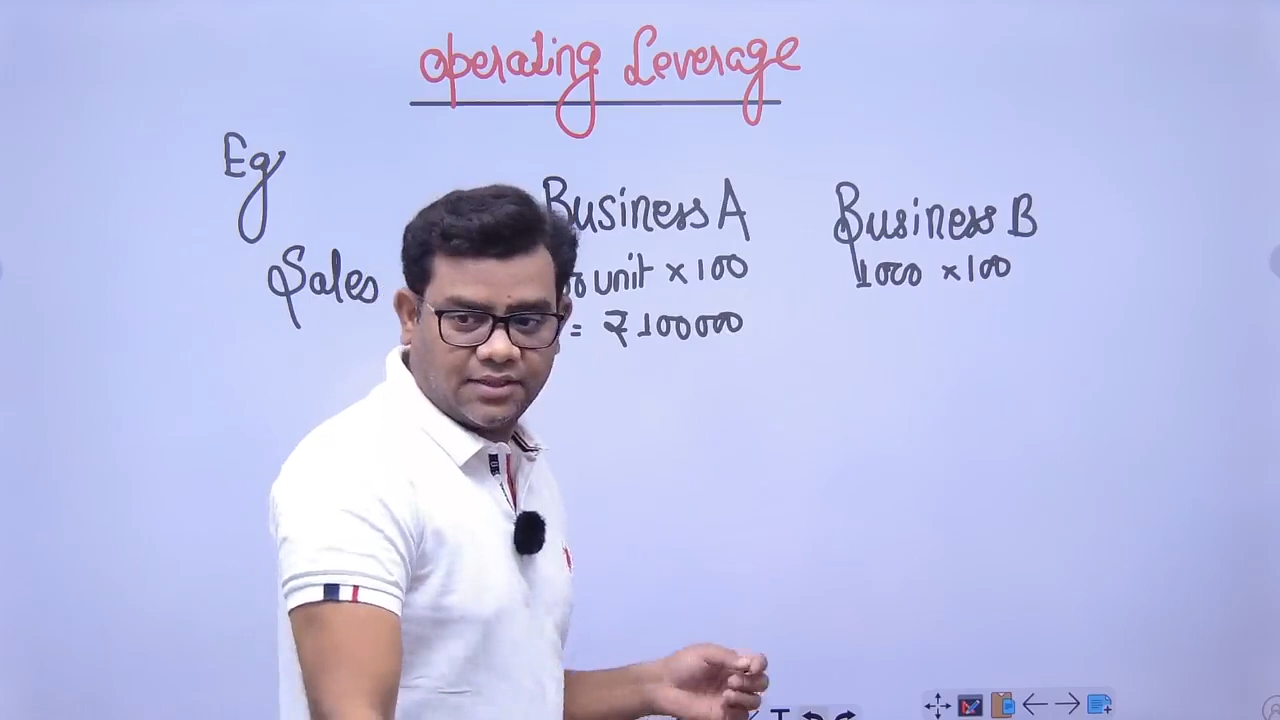 Operating Leverage
Eg
Business A Business B
Sales unit × 100 1000 × 100
= ₹100000